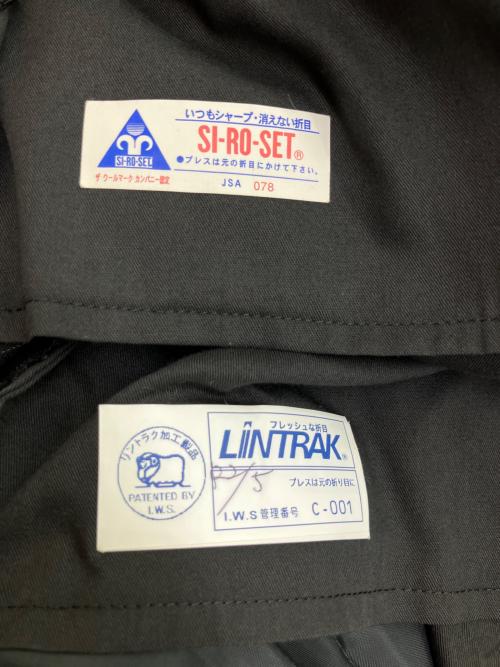 いつもシャープ・消えない折目
SI-RO-SET
SI-RO-SET®
●プレスは元の折目にかけて下さい。
ザ ウールマーク カンパニー認定
JSA 078
リントラク加工製品
PATENTED BY
I.W.S.
フレッシュな折目
LINTRAK®
プレスは元の折り目に
I.W.S管理番号 C-001